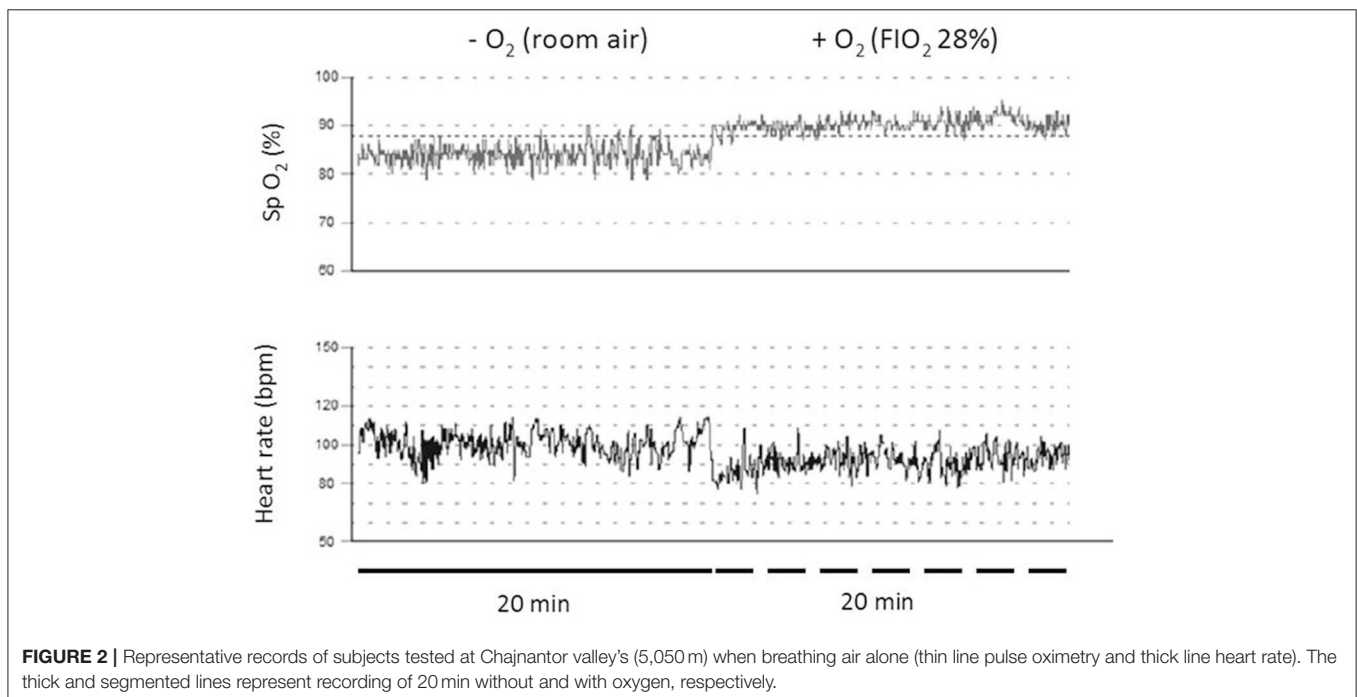 - O2 (room air)
+ O2 (FIO2 28%)
Sp O2 (%)
100
90
80
70
60
Heart rate (bpm)
150
120
100
80
50
20 min
20 min
FIGURE 2 | Representative records of subjects tested at Chajnantor valley's (5,050 m) when breathing air alone (thin line pulse oximetry and thick line heart rate). The
thick and segmented lines represent recording of 20 min without and with oxygen, respectively.